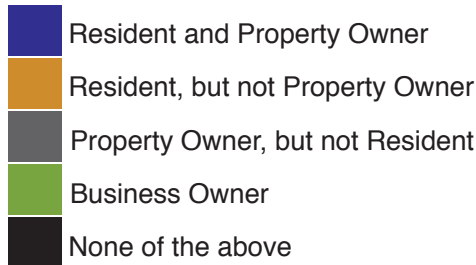 Resident and Property Owner
Resident, but not Property Owner
Property Owner, but not Resident
Business Owner
None of the above